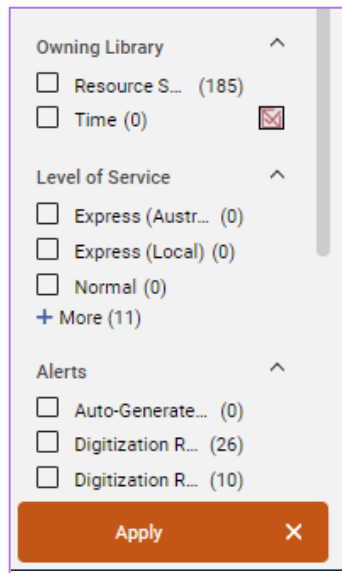 Owning Library
Resource S... (185)
Time (0)
Level of Service
Express (Austr... (0)
Express (Local) (0)
Normal (0)
+ More (11)
Alerts
Auto-Generate... (0)
Digitization R... (26)
Digitization R... (10)
Apply ×